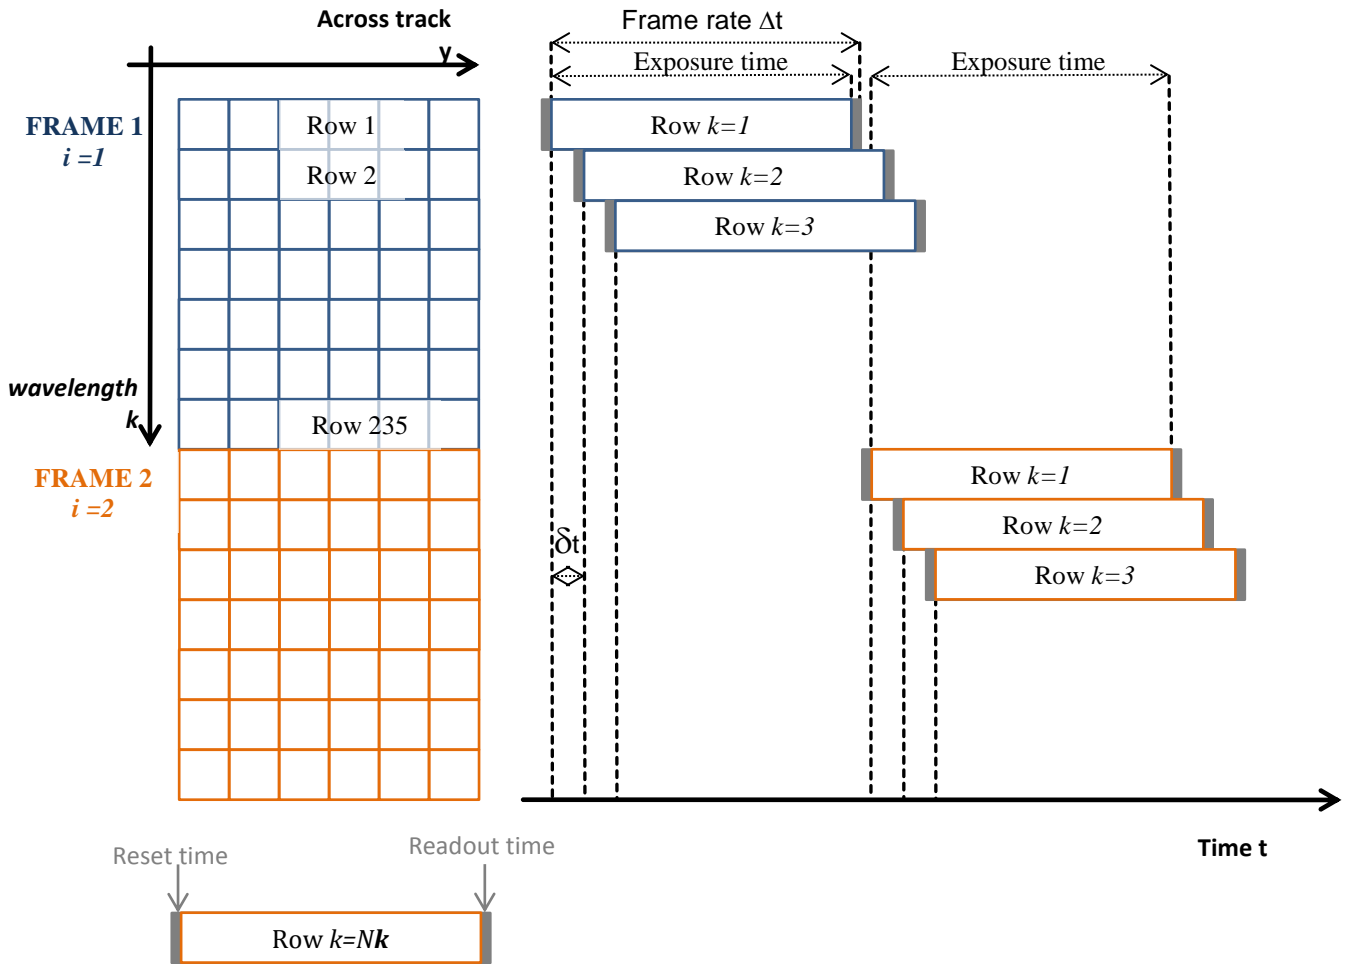 Across track
y
Frame rate Δt
Exposure time
Exposure time
FRAME 1
i =1
Row 1
Row 2
Row k=1
Row k=2
Row k=3
wavelength
k
Row 235
FRAME 2
i =2
Row k=1
Row k=2
Row k=3
δt
Time t
Reset time
Readout time
Row k=Nk